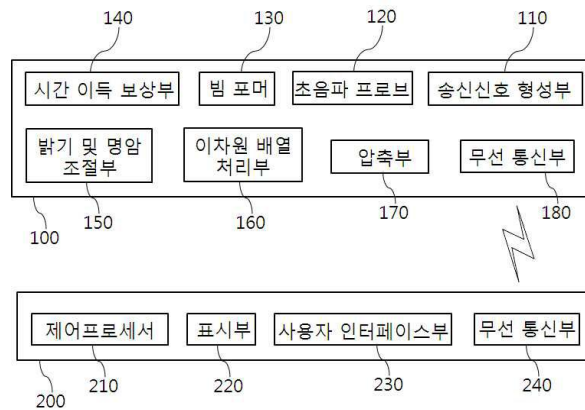 140 130 120 110
시간 이득 보상부 빔 포머 초음파 프로브 송신신호 형성부
밝기 및 명암 조절부 이차원 배열 처리부 압축부 무선 통신부
100 150 160 170 180
제어프로세서 표시부 사용자 인터페이스부 무선 통신부
200 210 220 230 240